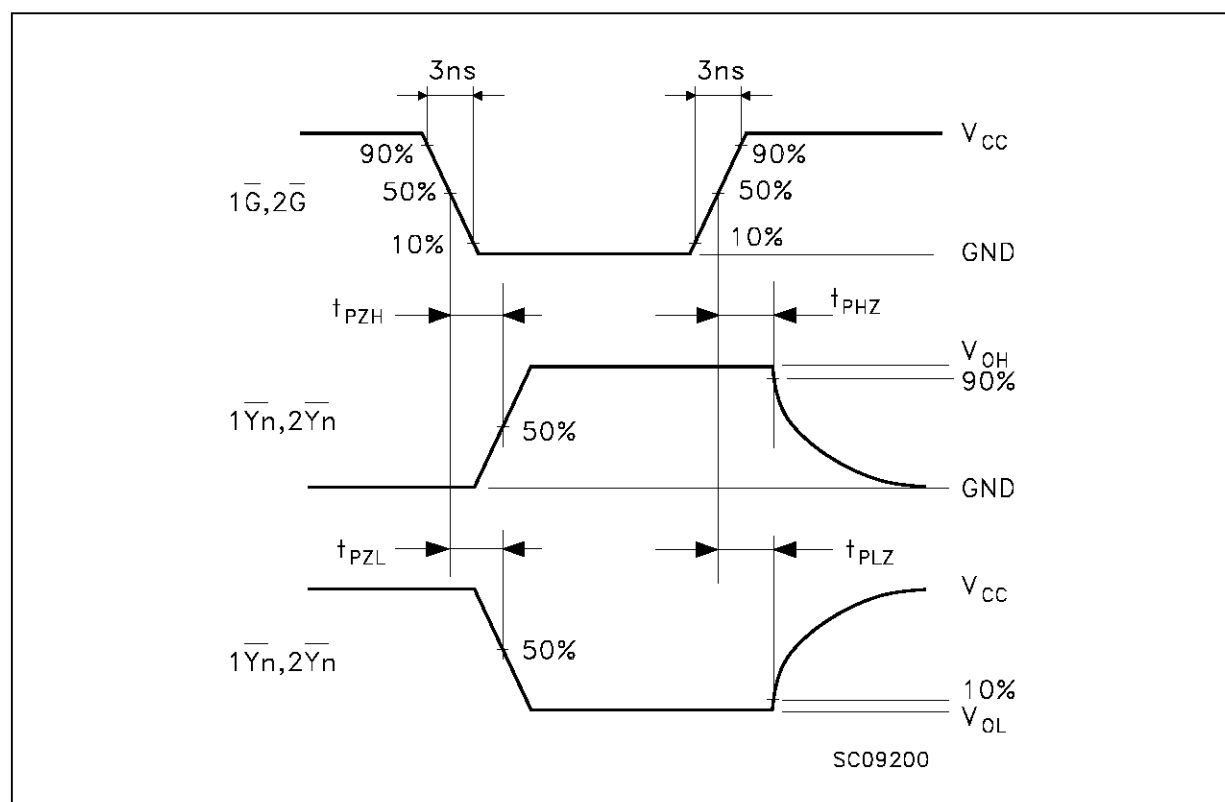 3ns 3ns
V_CC
90% 90%
1G̅,2G̅ 50% 50%
10% 10%
GND
t_PZH t_PHZ
V_OH
90%
1Y̅n̅,2Y̅n̅ 50%
GND
t_PZL t_PLZ
V_CC
1Y̅n̅,2Y̅n̅ 50%
10%
V_OL
SC09200